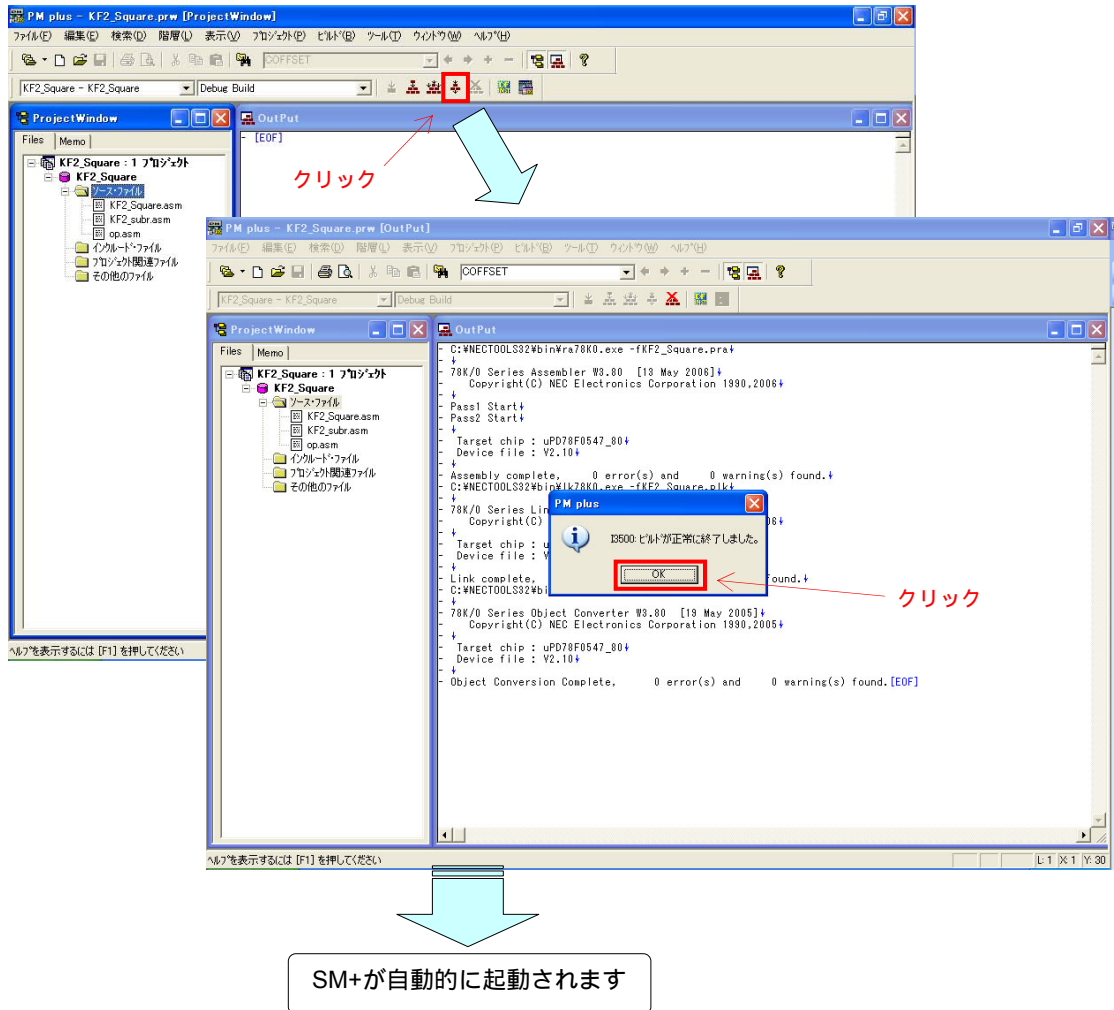 PM plus - KF2_Square.prw [ProjectWindow]
ファイル(F) 編集(E) 検索(D) 階層(L) 表示(V) プロジェクト(P) ビルド(B) ツール(T) ウィンドウ(W) ヘルプ(H)
COFFSET
KF2_Square - KF2_Square Debug Build
ProjectWindow
Files Memo
KF2_Square : 1 プロジェクト
KF2_Square
ソース・ファイル
KF2_Square.asm
KF2_subr.asm
op.asm
インクルード・ファイル
プロジェクト関連ファイル
その他のファイル
OutPut
- [EOF]
クリック
ヘルプを表示するには [F1] を押してください
PM plus - KF2_Square.prw [OutPut]
ファイル(F) 編集(E) 検索(D) 階層(L) 表示(V) プロジェクト(P) ビルド(B) ツール(T) ウィンドウ(W) ヘルプ(H)
COFFSET
KF2_Square - KF2_Square Debug Build
ProjectWindow
Files Memo
KF2_Square : 1 プロジェクト
KF2_Square
ソース・ファイル
KF2_Square.asm
KF2_subr.asm
op.asm
インクルード・ファイル
プロジェクト関連ファイル
その他のファイル
OutPut
- C:¥NECTOOLS32¥bin¥ra78K0.exe -fKF2_Square.pra↓
- ↓
- 78K/0 Series Assembler W3.80 [13 May 2006]↓
- Copyright(C) NEC Electronics Corporation 1990,2006↓
- ↓
- Pass1 Start↓
- Pass2 Start↓
- ↓
- Target chip : uPD78F0547_80↓
- Device file : V2.10↓
- ↓
- Assembly complete, 0 error(s) and 0 warning(s) found.↓
- C:¥NECTOOLS32¥bin¥lk78K0.exe -fKF2_Square.plk↓
- ↓
- 78K/0 Series Lin
- Copyright(C) 06↓
- ↓
- Target chip : u
- Device file : V
- ↓
- Link complete, ound.↓
- C:¥NECTOOLS32¥bi
- ↓
- 78K/0 Series Object Converter W3.80 [19 May 2005]↓
- Copyright(C) NEC Electronics Corporation 1990,2005↓
- ↓
- Target chip : uPD78F0547_80↓
- Device file : V2.10↓
- ↓
- Object Conversion Complete, 0 error(s) and 0 warning(s) found.[EOF]
PM plus
I3500: ビルドが正常に終了しました。
OK
クリック
ヘルプを表示するには [F1] を押してください
L: 1 X: 1 Y: 30
SM+が自動的に起動されます